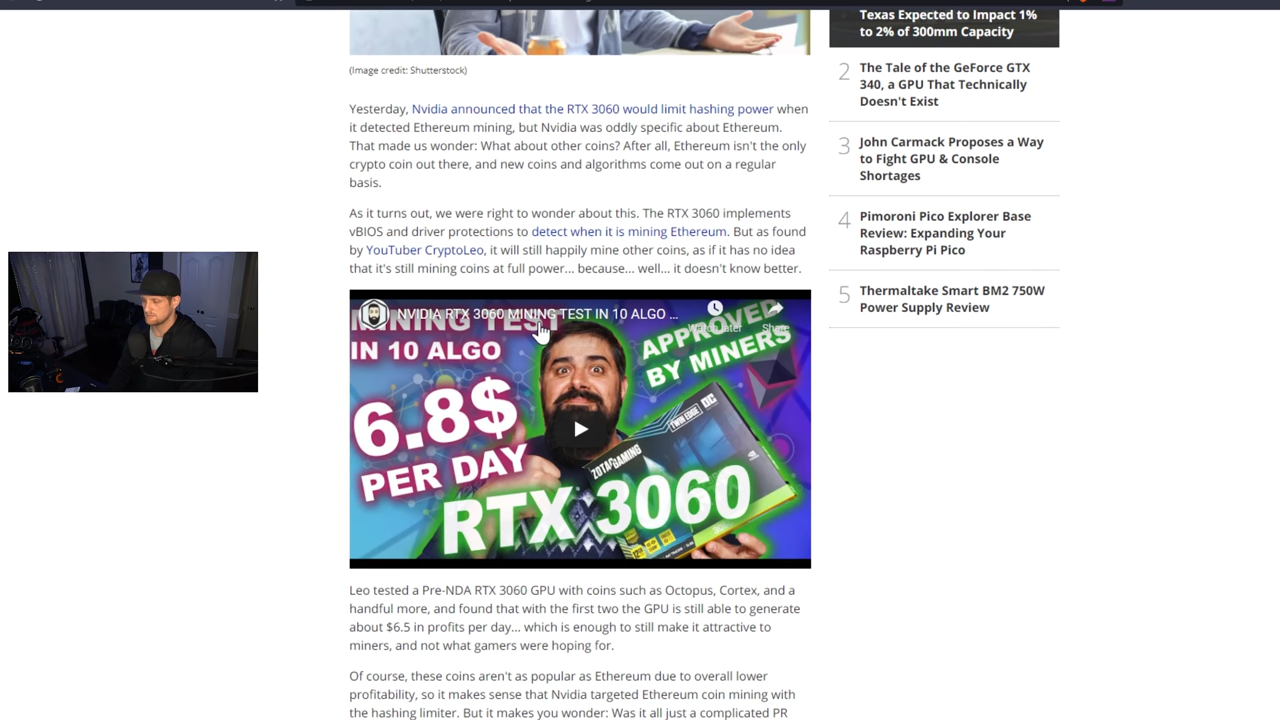 Texas Expected to Impact 1%
to 2% of 300mm Capacity
(Image credit: Shutterstock)
2
The Tale of the GeForce GTX
340, a GPU That Technically
Doesn't Exist
3
John Carmack Proposes a Way
to Fight GPU & Console
Shortages
4
Pimoroni Pico Explorer Base
Review: Expanding Your
Raspberry Pi Pico
5
Thermaltake Smart BM2 750W
Power Supply Review
Yesterday, Nvidia announced that the RTX 3060 would limit hashing power when
it detected Ethereum mining, but Nvidia was oddly specific about Ethereum.
That made us wonder: What about other coins? After all, Ethereum isn't the only
crypto coin out there, and new coins and algorithms come out on a regular
basis.
As it turns out, we were right to wonder about this. The RTX 3060 implements
vBIOS and driver protections to detect when it is mining Ethereum. But as found
by YouTuber CryptoLeo, it will still happily mine other coins, as if it has no idea
that it's still mining coins at full power... because... well... it doesn't know better.
NVIDIA RTX 3060 MINING TEST IN 10 ALGO ...
Watch later
Share
MINING TEST
IN 10 ALGO
6.8$
PER DAY
APPROVED
BY MINERS
TWIN EDGE OC
ZOTAC GAMING
RTX 3060
Leo tested a Pre-NDA RTX 3060 GPU with coins such as Octopus, Cortex, and a
handful more, and found that with the first two the GPU is still able to generate
about $6.5 in profits per day... which is enough to still make it attractive to
miners, and not what gamers were hoping for.
Of course, these coins aren't as popular as Ethereum due to overall lower
profitability, so it makes sense that Nvidia targeted Ethereum coin mining with
the hashing limiter. But it makes you wonder: Was it all just a complicated PR